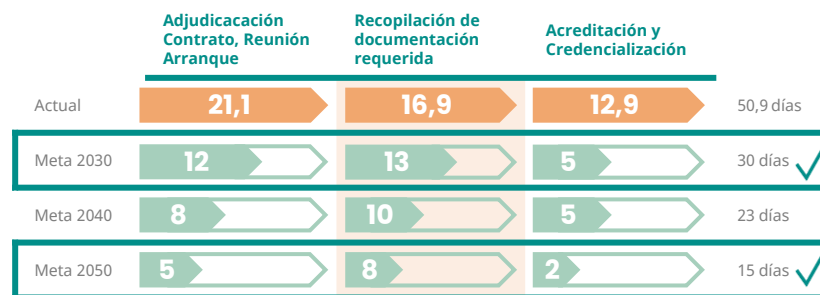 Adjudicacación
Contrato, Reunión
Arranque
Recopilación de
documentación
requerida
Acreditación y
Credencialización
Actual 21,1 16,9 12,9 50,9 días
Meta 2030 12 13 5 30 días
Meta 2040 8 10 5 23 días
Meta 2050 5 8 2 15 días